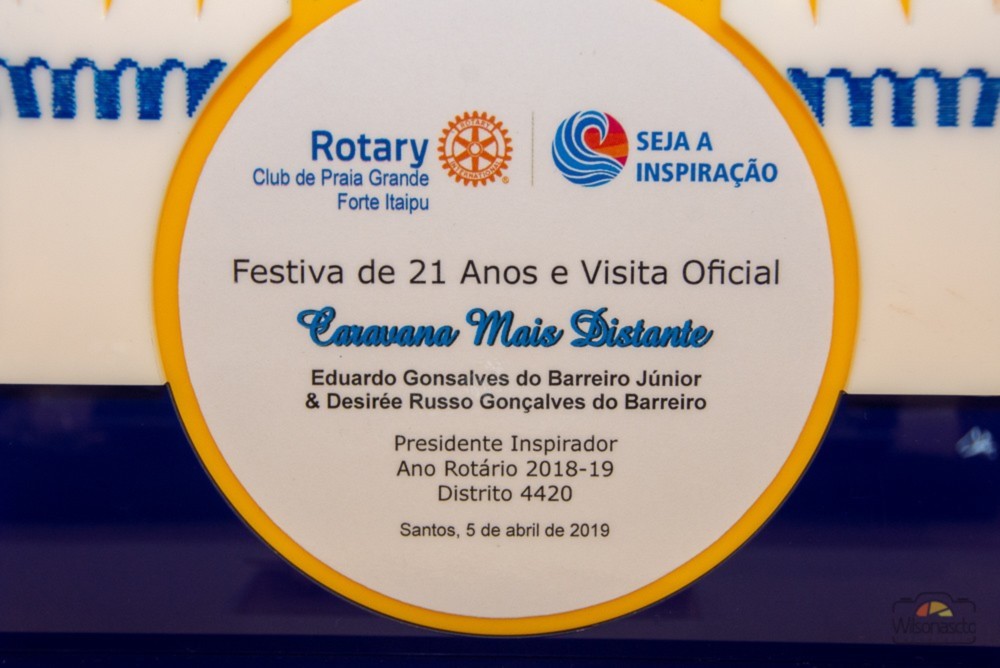 Rotary
Club de Praia Grande
Forte Itaipu
ROTARY
INTERNATIONAL
SEJA A
INSPIRAÇÃO
Festiva de 21 Anos e Visita Oficial
Caravana Mais Distante
Eduardo Gonsalves do Barreiro Júnior
& Desirée Russo Gonçalves do Barreiro
Presidente Inspirador
Ano Rotário 2018-19
Distrito 4420
Santos, 5 de abril de 2019